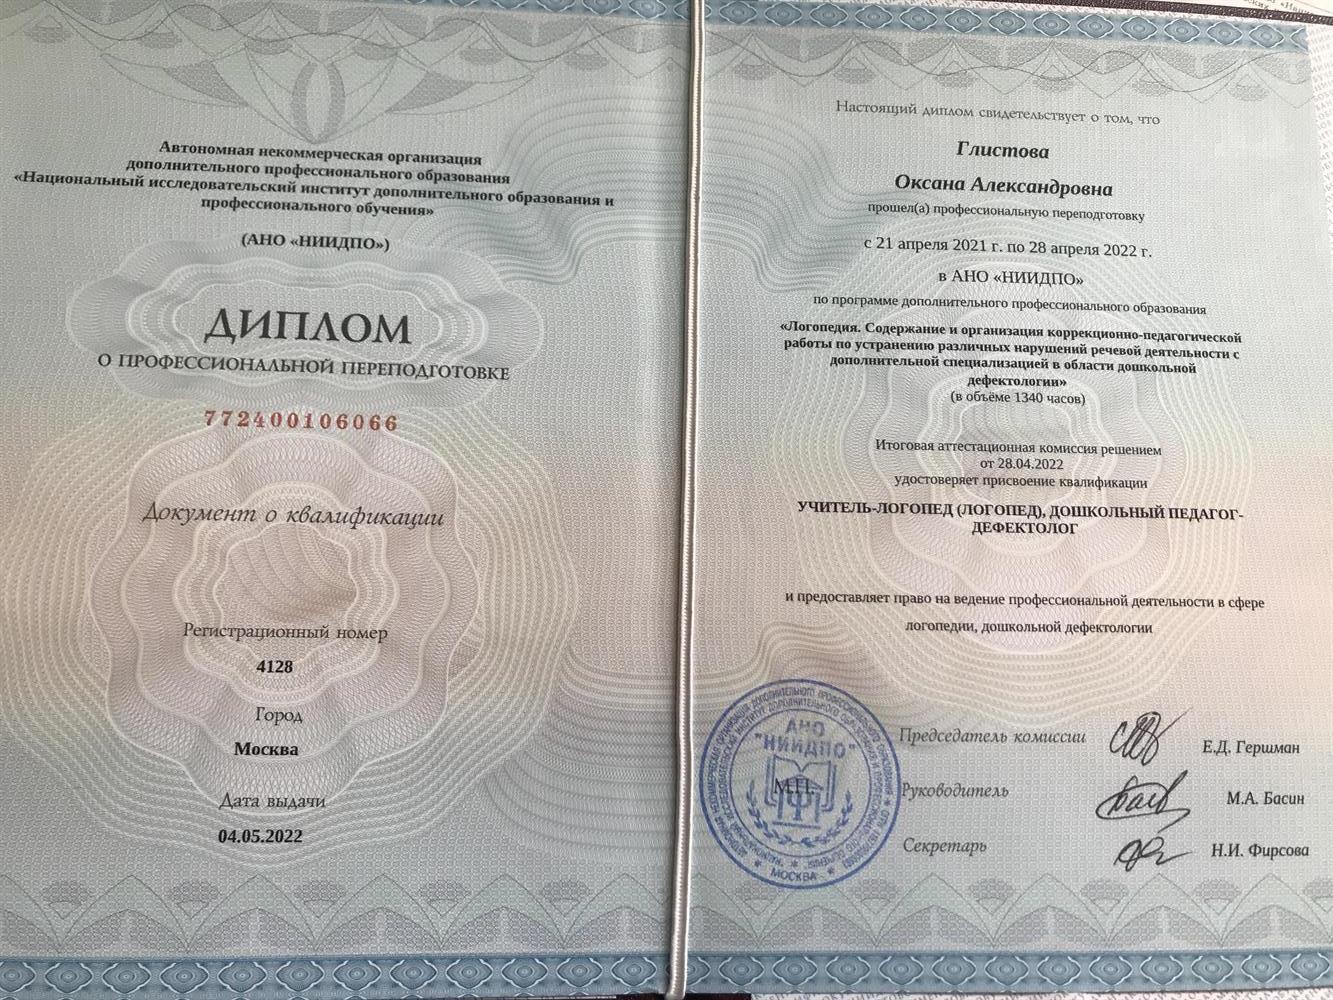 Автономная некоммерческая организация
дополнительного профессионального образования
«Национальный исследовательский институт дополнительного образования и
профессионального обучения»
(АНО «НИИДПО»)
ДИПЛОМ
О ПРОФЕССИОНАЛЬНОЙ ПЕРЕПОДГОТОВКЕ
772400106066
Документ о квалификации
Регистрационный номер
4128
Город
Москва
Дата выдачи
04.05.2022
Настоящий диплом свидетельствует о том, что
Глистова
Оксана Александровна
прошел(а) профессиональную переподготовку
с 21 апреля 2021 г. по 28 апреля 2022 г.
в АНО «НИИДПО»
по программе дополнительного профессионального образования
«Логопедия. Содержание и организация коррекционно-педагогической
работы по устранению различных нарушений речевой деятельности с
дополнительной специализацией в области дошкольной
дефектологии»
(в объёме 1340 часов)
Итоговая аттестационная комиссия решением
от 28.04.2022
удостоверяет присвоение квалификации
УЧИТЕЛЬ-ЛОГОПЕД (ЛОГОПЕД), ДОШКОЛЬНЫЙ ПЕДАГОГ-
ДЕФЕКТОЛОГ
и предоставляет право на ведение профессиональной деятельности в сфере
логопедии, дошкольной дефектологии
Председатель комиссии Е.Д. Гершман
М.П.
Руководитель М.А. Басин
Секретарь Н.И. Фирсова
АНО
"НИИДПО"
МОСКВА